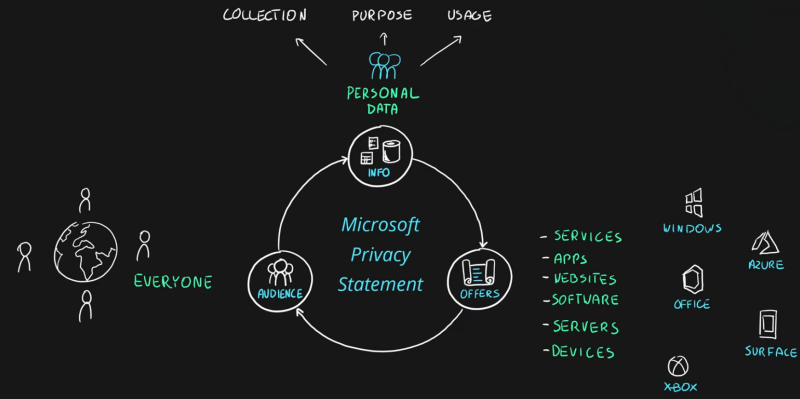 COLLECTION PURPOSE USAGE
PERSONAL
DATA
INFO
Microsoft
Privacy
Statement
EVERYONE
AUDIENCE
OFFERS
- SERVICES
- APPS
- WEBSITES
- SOFTWARE
- SERVERS
- DEVICES
WINDOWS
AZURE
OFFICE
SURFACE
X-BOX